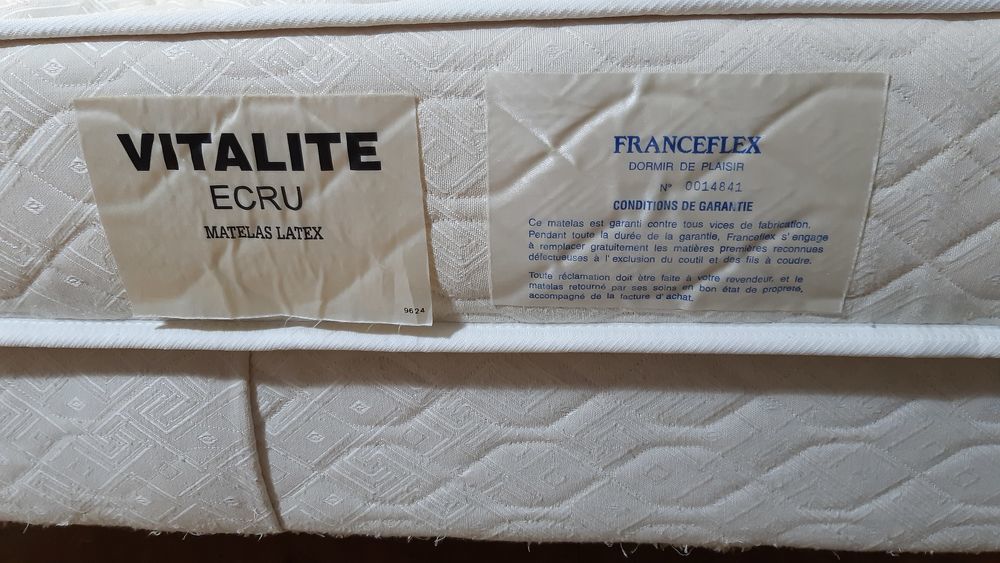 VITALITE
ECRU
MATELAS LATEX
9624
FRANCEFLEX
DORMIR DE PLAISIR
N° 0014841
CONDITIONS DE GARANTIE
Ce matelas est garanti contre tous vices de fabrication.
Pendant toute la durée de la garantie, Franceflex s'engage
à remplacer gratuitement les matières premières reconnues
défectueuses à l'exclusion du coutil et des fils à coudre.
Toute réclamation doit être faite à votre revendeur, et le
matelas retourné par ses soins en bon état de propreté,
accompagné de la facture d'achat.